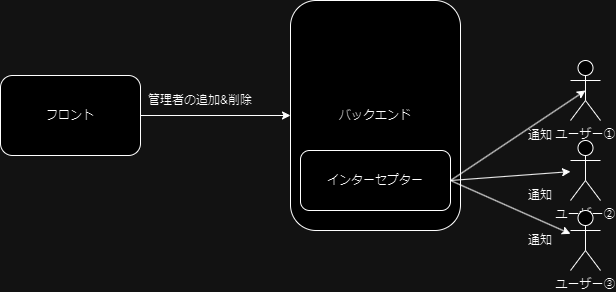 フロント
管理者の追加&削除
バックエンド
インターセプター
通知
ユーザー①
通知
ユーザー②
通知
ユーザー③